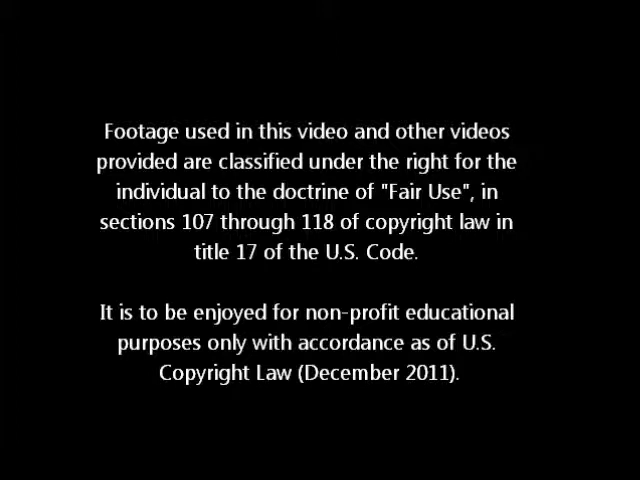 Footage used in this video and other videos
provided are classified under the right for the
individual to the doctrine of "Fair Use", in
sections 107 through 118 of copyright law in
title 17 of the U.S. Code.
It is to be enjoyed for non-profit educational
purposes only with accordance as of U.S.
Copyright Law (December 2011).